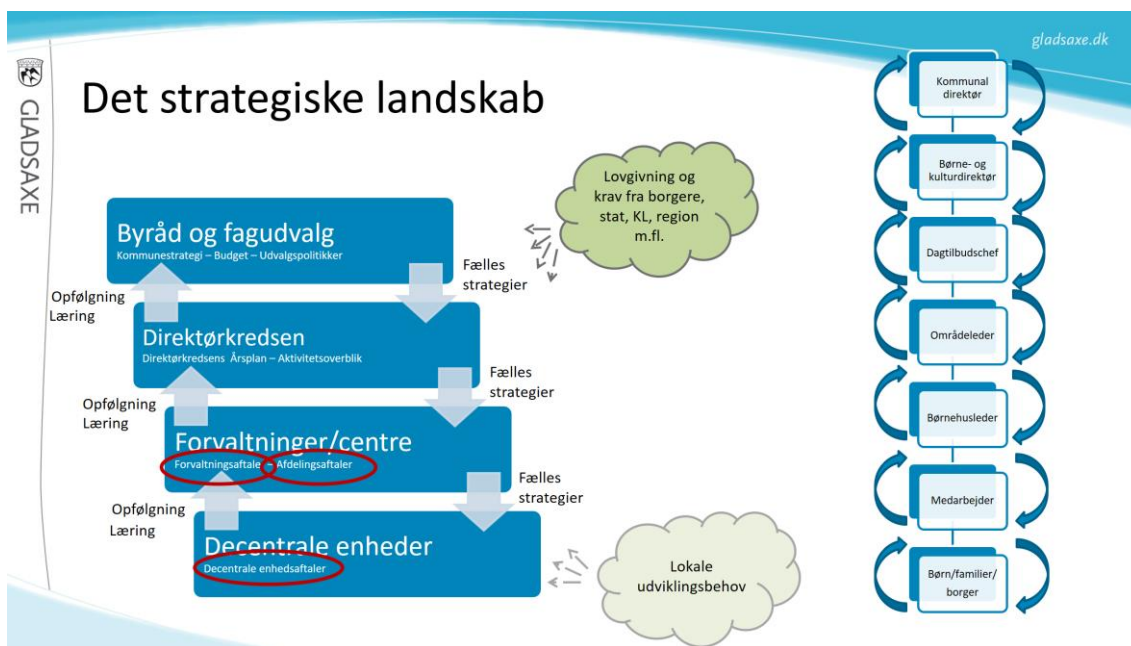 gladsaxe.dk
GLADSAXE
Det strategiske landskab
Lovgivning og
krav fra borgere,
stat, KL, region
m.fl.
Byråd og fagudvalg
Kommunestrategi – Budget – Udvalgspolitikker
Fælles
strategier
Opfølgning
Læring
Direktørkredsen
Direktørkredsens Årsplan – Aktivitetsoverblik
Fælles
strategier
Opfølgning
Læring
Forvaltninger/centre
Forvaltningsaftaler – Afdelingsaftaler
Fælles
strategier
Opfølgning
Læring
Decentrale enheder
Decentrale enhedsaftaler
Lokale
udviklingsbehov
Kommunal
direktør
Børne- og
kulturdirektør
Dagtilbudschef
Områdeleder
Børnehusleder
Medarbejder
Børn/familier/
borger